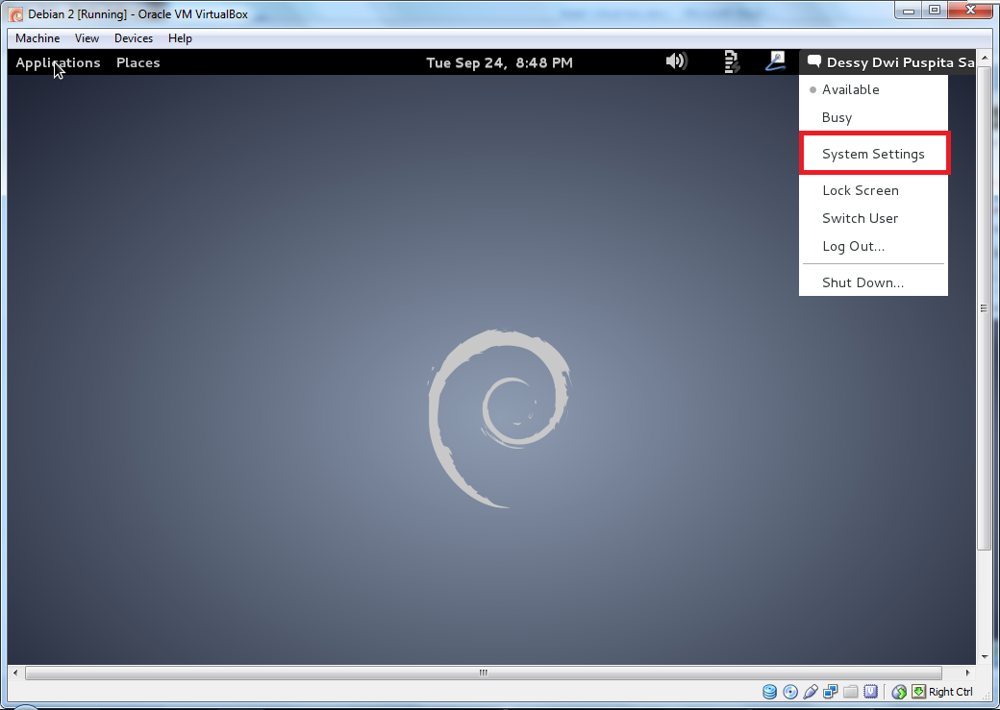 Debian 2 [Running] - Oracle VM VirtualBox
Machine View Devices Help
Applications Places Tue Sep 24, 8:48 PM Dessy Dwi Puspita Sa
Available
Busy
System Settings
Lock Screen
Switch User
Log Out...
Shut Down...
Right Ctrl